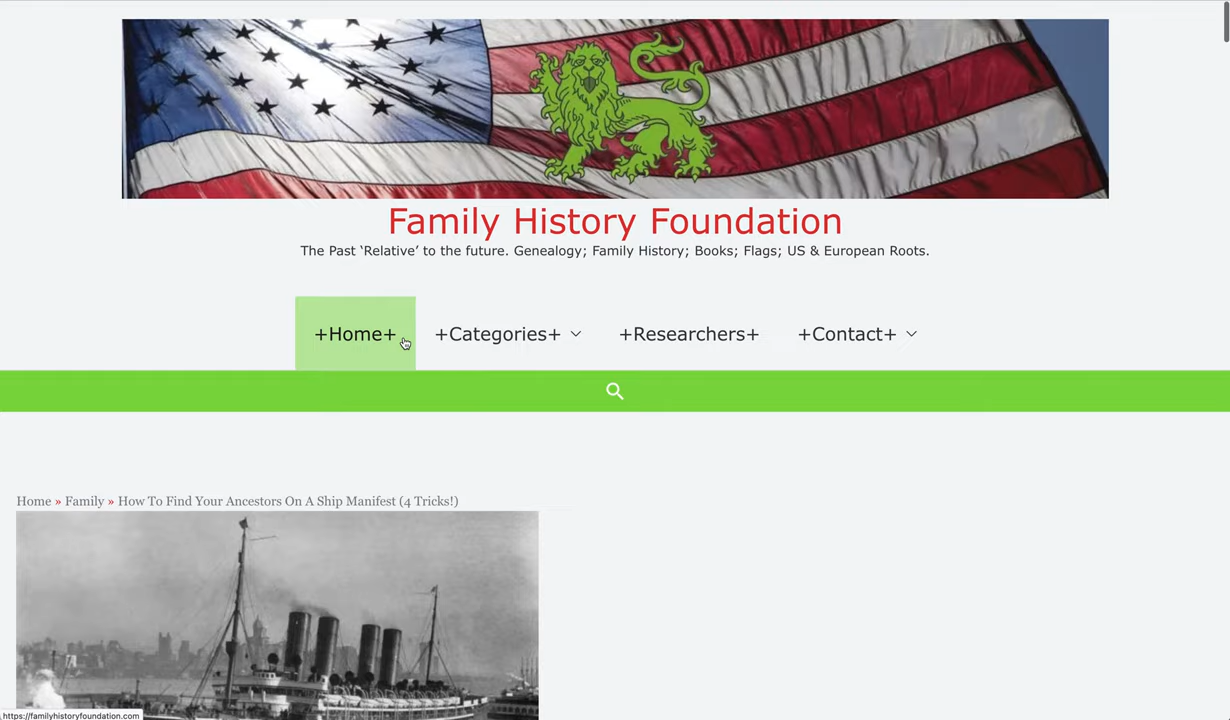 Family History Foundation
The Past ‘Relative’ to the future. Genealogy; Family History; Books; Flags; US & European Roots.
+Home+ +Categories+ +Researchers+ +Contact+
Home » Family » How To Find Your Ancestors On A Ship Manifest (4 Tricks!)
https://familyhistoryfoundation.com